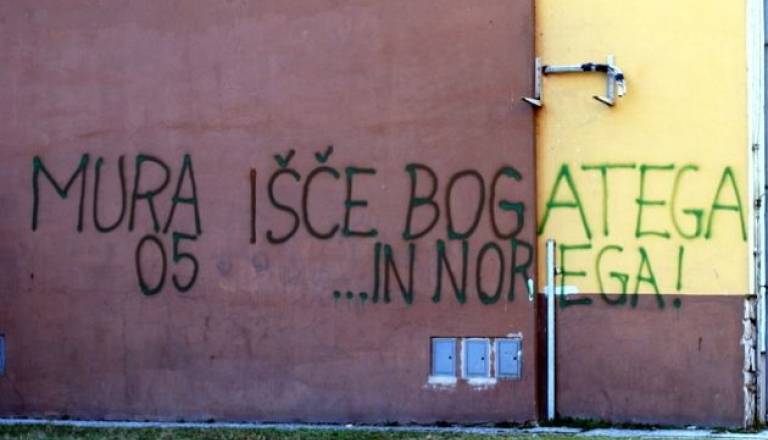 MURA IŠČE BOGATEGA
05 ...IN NOREGA!